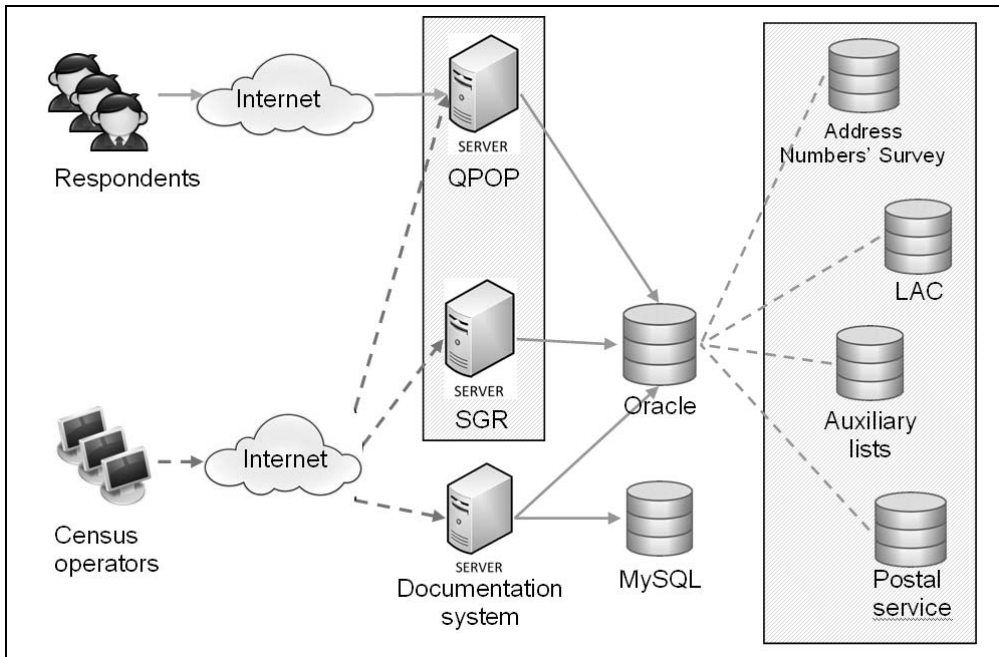 Respondents
Internet
SERVER
QPOP
SERVER
SGR
Census
operators
Internet
SERVER
Documentation
system
Oracle
MySQL
Address
Numbers' Survey
LAC
Auxiliary
lists
Postal
service